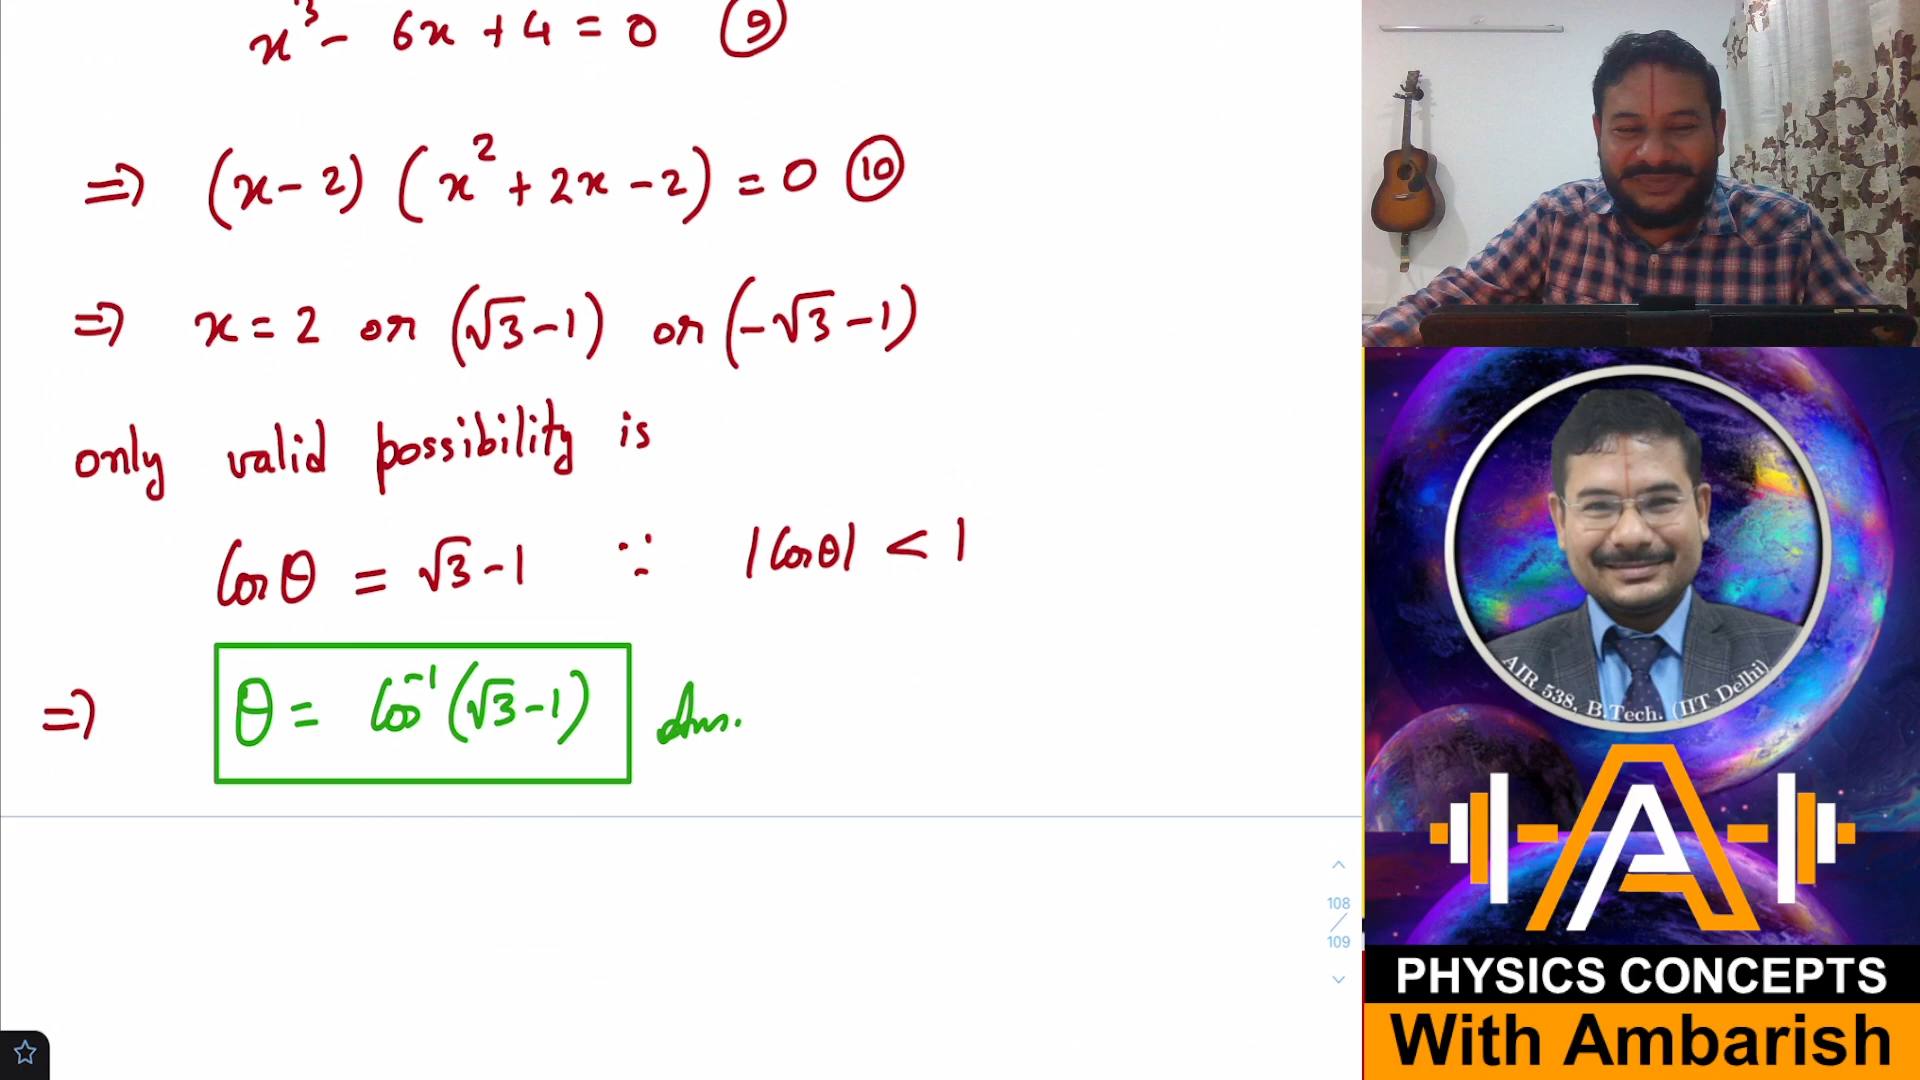 x³ - 6x + 4 = 0 ⑨
⇒ (x-2) (x² + 2x - 2) = 0 ⑩
⇒ x = 2 or (√3-1) or (-√3-1)
only valid possibility is
Cosθ = √3-1 ∵ |Cosθ| < 1
⇒ θ = Cos⁻¹(√3-1) Ans.
108
/
109
AIR 538, B.Tech. (IIT Delhi)
A
PHYSICS CONCEPTS
With Ambarish